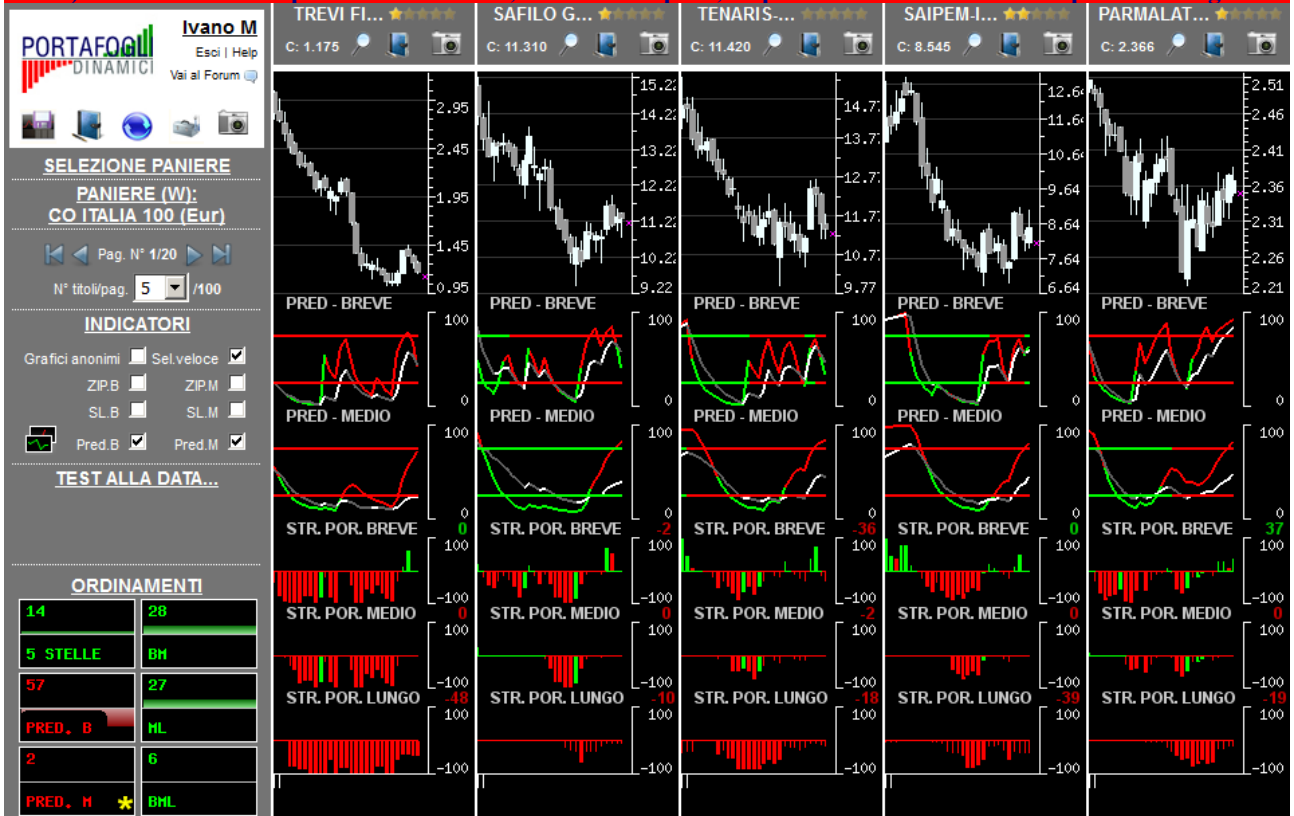 Ivano M
PORTAFOGLI
DINAMICI
Esci | Help
Vai al Forum
SELEZIONE PANIERE
PANIERE (W):
CO ITALIA 100 (Eur)
Pag. N° 1/20
N° titoli/pag. 5 /100
INDICATORI
Grafici anonimi Sel.veloce
ZIP.B ZIP.M
SL.B SL.M
Pred.B Pred.M
TEST ALLA DATA...
ORDINAMENTI
14 28
5 STELLE BM
57 27
PRED. B ML
2 6
PRED. M BML
TREVI FI...
C: 1.175
2.95
2.45
1.95
1.45
0.95
PRED - BREVE
100
0
PRED - MEDIO
100
0
STR. POR. BREVE 0
100
-100
STR. POR. MEDIO 0
100
-100
STR. POR. LUNGO -48
100
-100
SAFILO G...
C: 11.310
15.22
14.22
13.22
12.22
11.22
10.22
9.22
PRED - BREVE
100
0
PRED - MEDIO
100
0
STR. POR. BREVE -2
100
-100
STR. POR. MEDIO 0
100
-100
STR. POR. LUNGO -10
100
-100
TENARIS-...
C: 11.420
14.77
13.77
12.77
11.77
10.77
9.77
PRED - BREVE
100
0
PRED - MEDIO
100
0
STR. POR. BREVE -36
100
-100
STR. POR. MEDIO -2
100
-100
STR. POR. LUNGO -18
100
-100
SAIPEM-I...
C: 8.545
12.64
11.64
10.64
9.64
8.64
7.64
6.64
PRED - BREVE
100
0
PRED - MEDIO
100
0
STR. POR. BREVE 0
100
-100
STR. POR. MEDIO 0
100
-100
STR. POR. LUNGO -39
100
-100
PARMALAT...
C: 2.366
2.51
2.46
2.41
2.36
2.31
2.26
2.21
PRED - BREVE
100
0
PRED - MEDIO
100
0
STR. POR. BREVE 37
100
-100
STR. POR. MEDIO 0
100
-100
STR. POR. LUNGO -19
100
-100